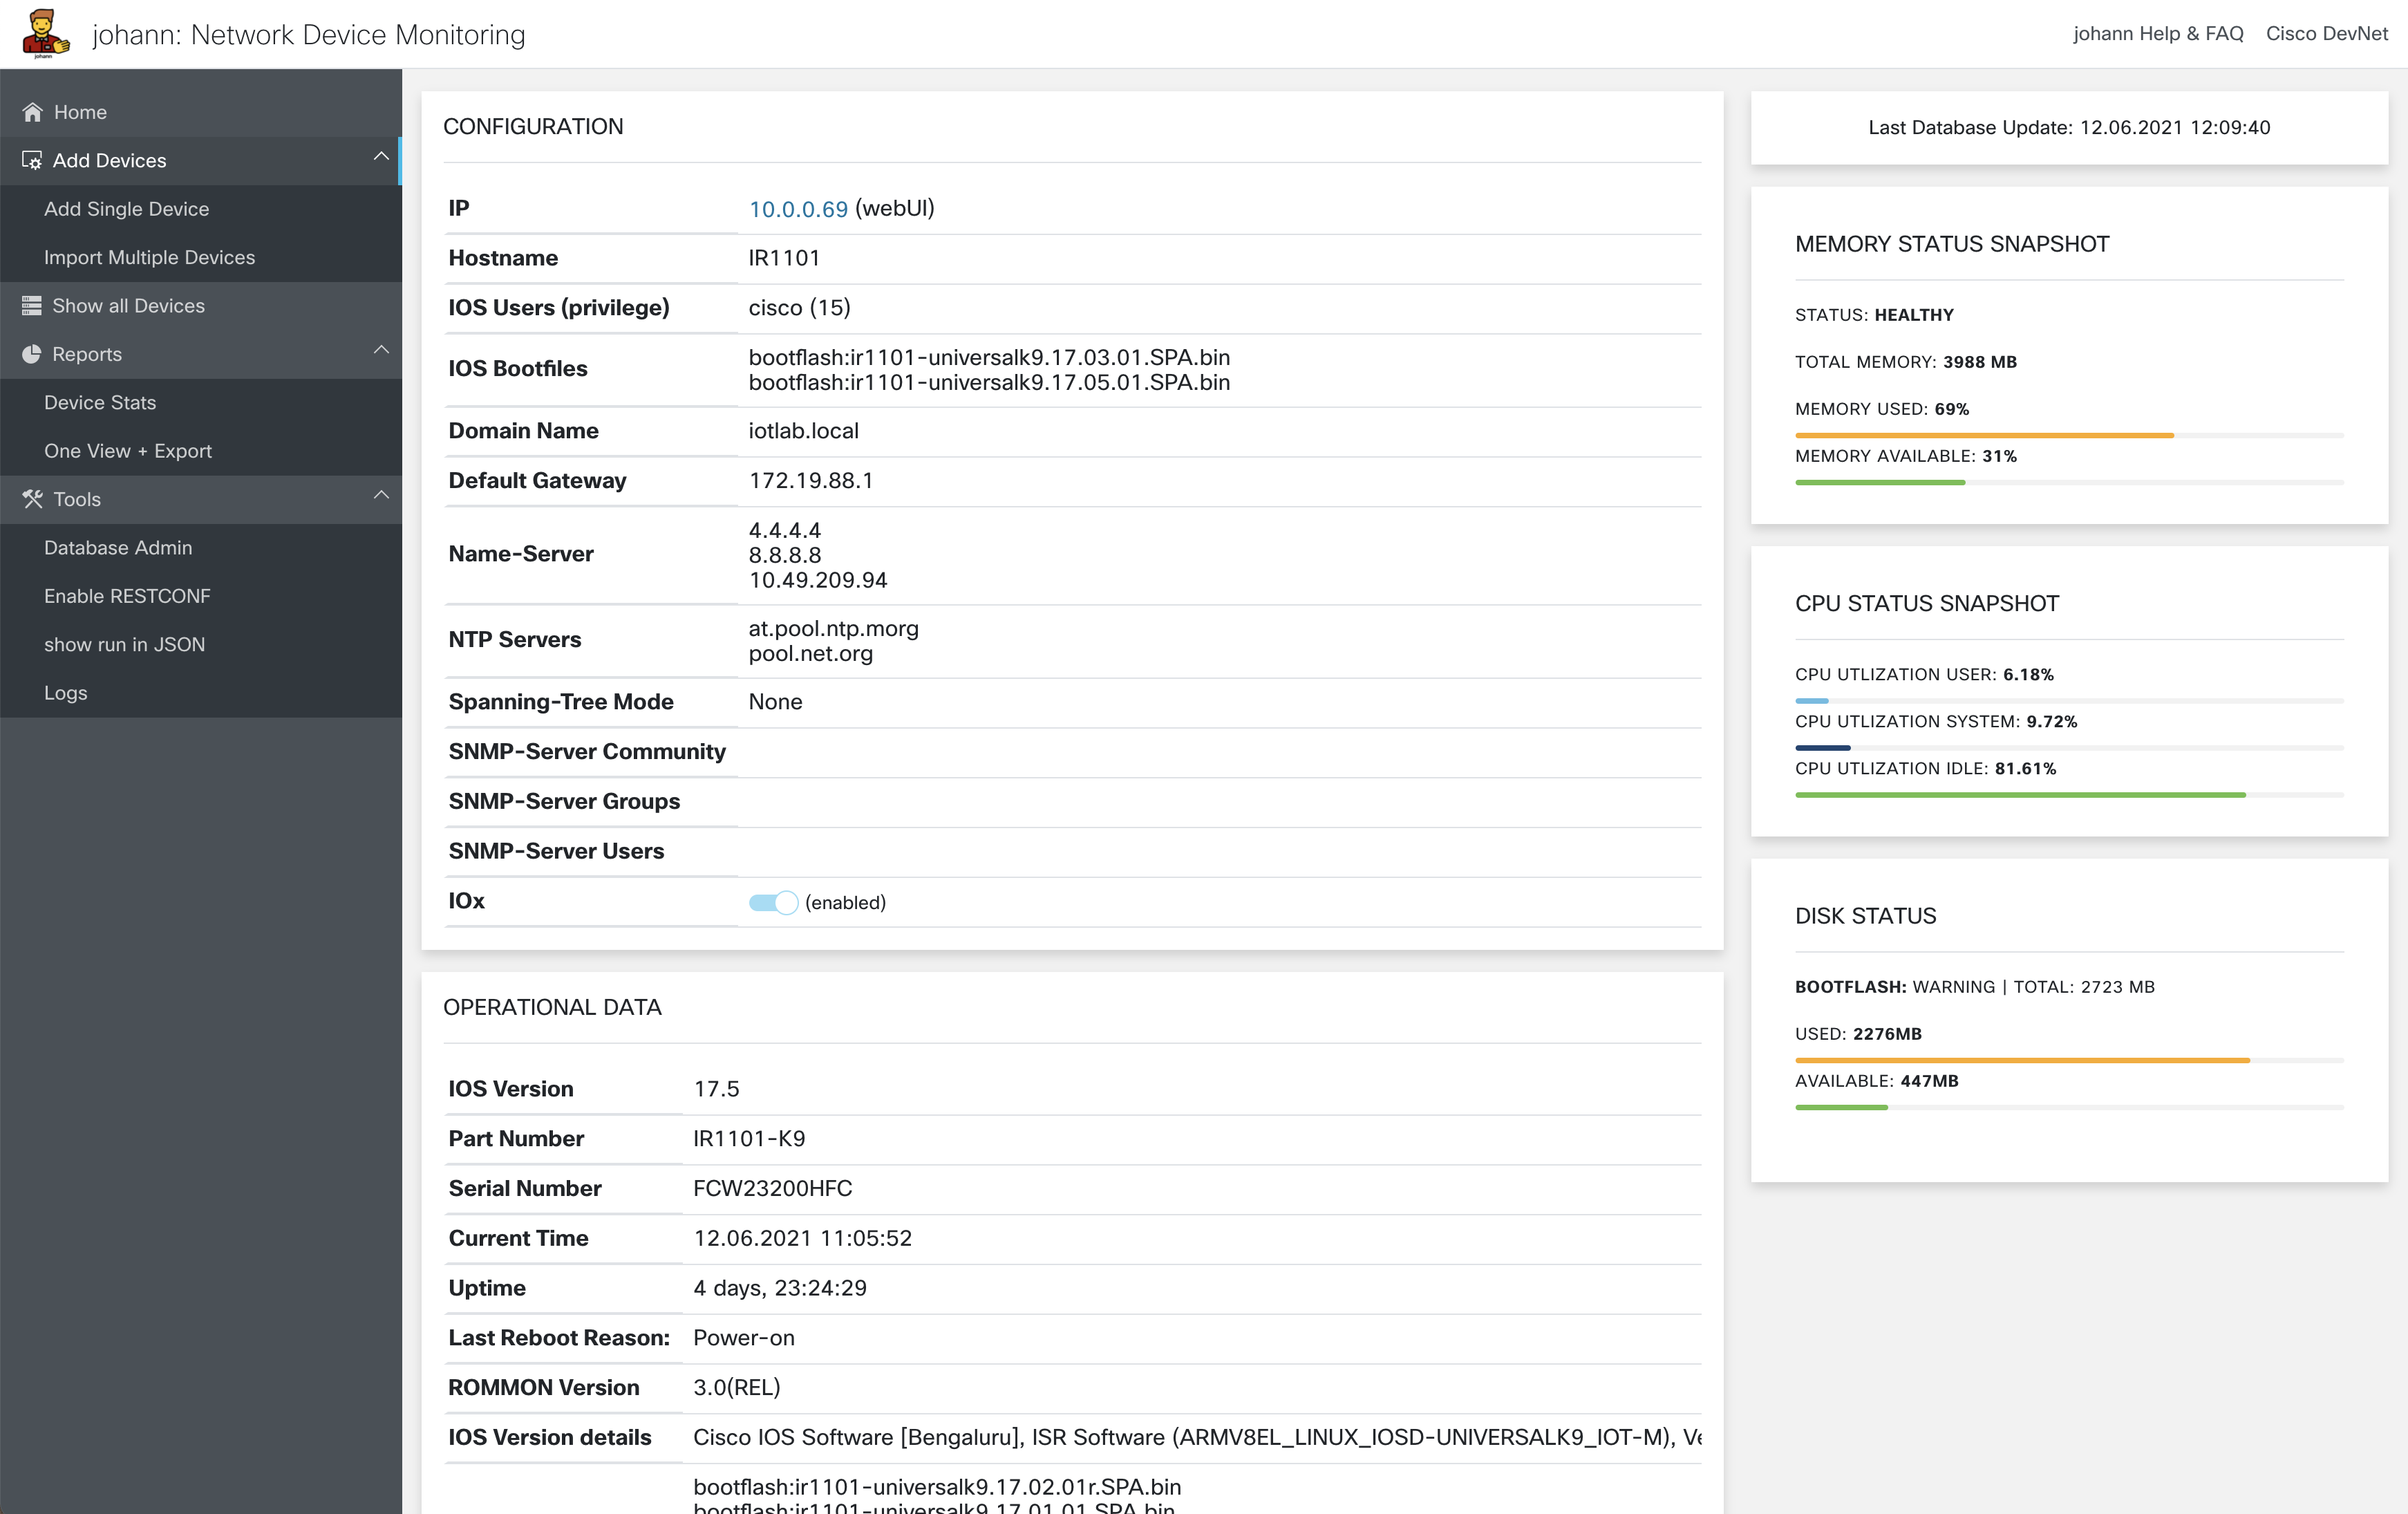 johann
johann: Network Device Monitoring
johann Help & FAQ
Cisco DevNet
Home
Add Devices
Add Single Device
Import Multiple Devices
Show all Devices
Reports
Device Stats
One View + Export
Tools
Database Admin
Enable RESTCONF
show run in JSON
Logs
CONFIGURATION
IP 10.0.0.69 (webUI)
Hostname IR1101
IOS Users (privilege) cisco (15)
IOS Bootfiles
bootflash:ir1101-universalk9.17.03.01.SPA.bin
bootflash:ir1101-universalk9.17.05.01.SPA.bin
Domain Name iotlab.local
Default Gateway 172.19.88.1
Name-Server
4.4.4.4
8.8.8.8
10.49.209.94
NTP Servers
at.pool.ntp.morg
pool.net.org
Spanning-Tree Mode None
SNMP-Server Community
SNMP-Server Groups
SNMP-Server Users
IOx (enabled)
OPERATIONAL DATA
IOS Version 17.5
Part Number IR1101-K9
Serial Number FCW23200HFC
Current Time 12.06.2021 11:05:52
Uptime 4 days, 23:24:29
Last Reboot Reason: Power-on
ROMMON Version 3.0(REL)
IOS Version details Cisco IOS Software [Bengaluru], ISR Software (ARMV8EL_LINUX_IOSD-UNIVERSALK9_IOT-M), Ve
bootflash:ir1101-universalk9.17.02.01r.SPA.bin
bootflash:ir1101-universalk9.17.01.01.SPA.bin
Last Database Update: 12.06.2021 12:09:40
MEMORY STATUS SNAPSHOT
STATUS: HEALTHY
TOTAL MEMORY: 3988 MB
MEMORY USED: 69%
MEMORY AVAILABLE: 31%
CPU STATUS SNAPSHOT
CPU UTLIZATION USER: 6.18%
CPU UTLIZATION SYSTEM: 9.72%
CPU UTLIZATION IDLE: 81.61%
DISK STATUS
BOOTFLASH: WARNING | TOTAL: 2723 MB
USED: 2276MB
AVAILABLE: 447MB